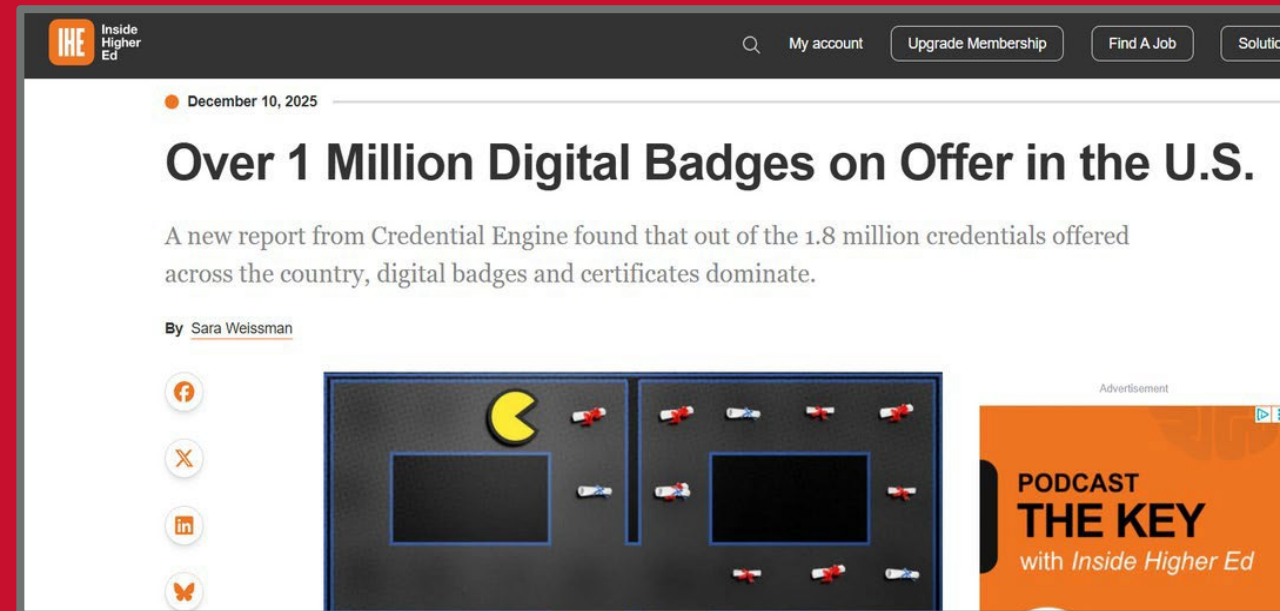 IHE
Inside
Higher
Ed
My account
Upgrade Membership
Find A Job
December 10, 2025
Over 1 Million Digital Badges on Offer in the U.S.
A new report from Credential Engine found that out of the 1.8 million credentials offered
across the country, digital badges and certificates dominate.
By Sara Weissman
Advertisement
PODCAST
THE KEY
with Inside Higher Ed